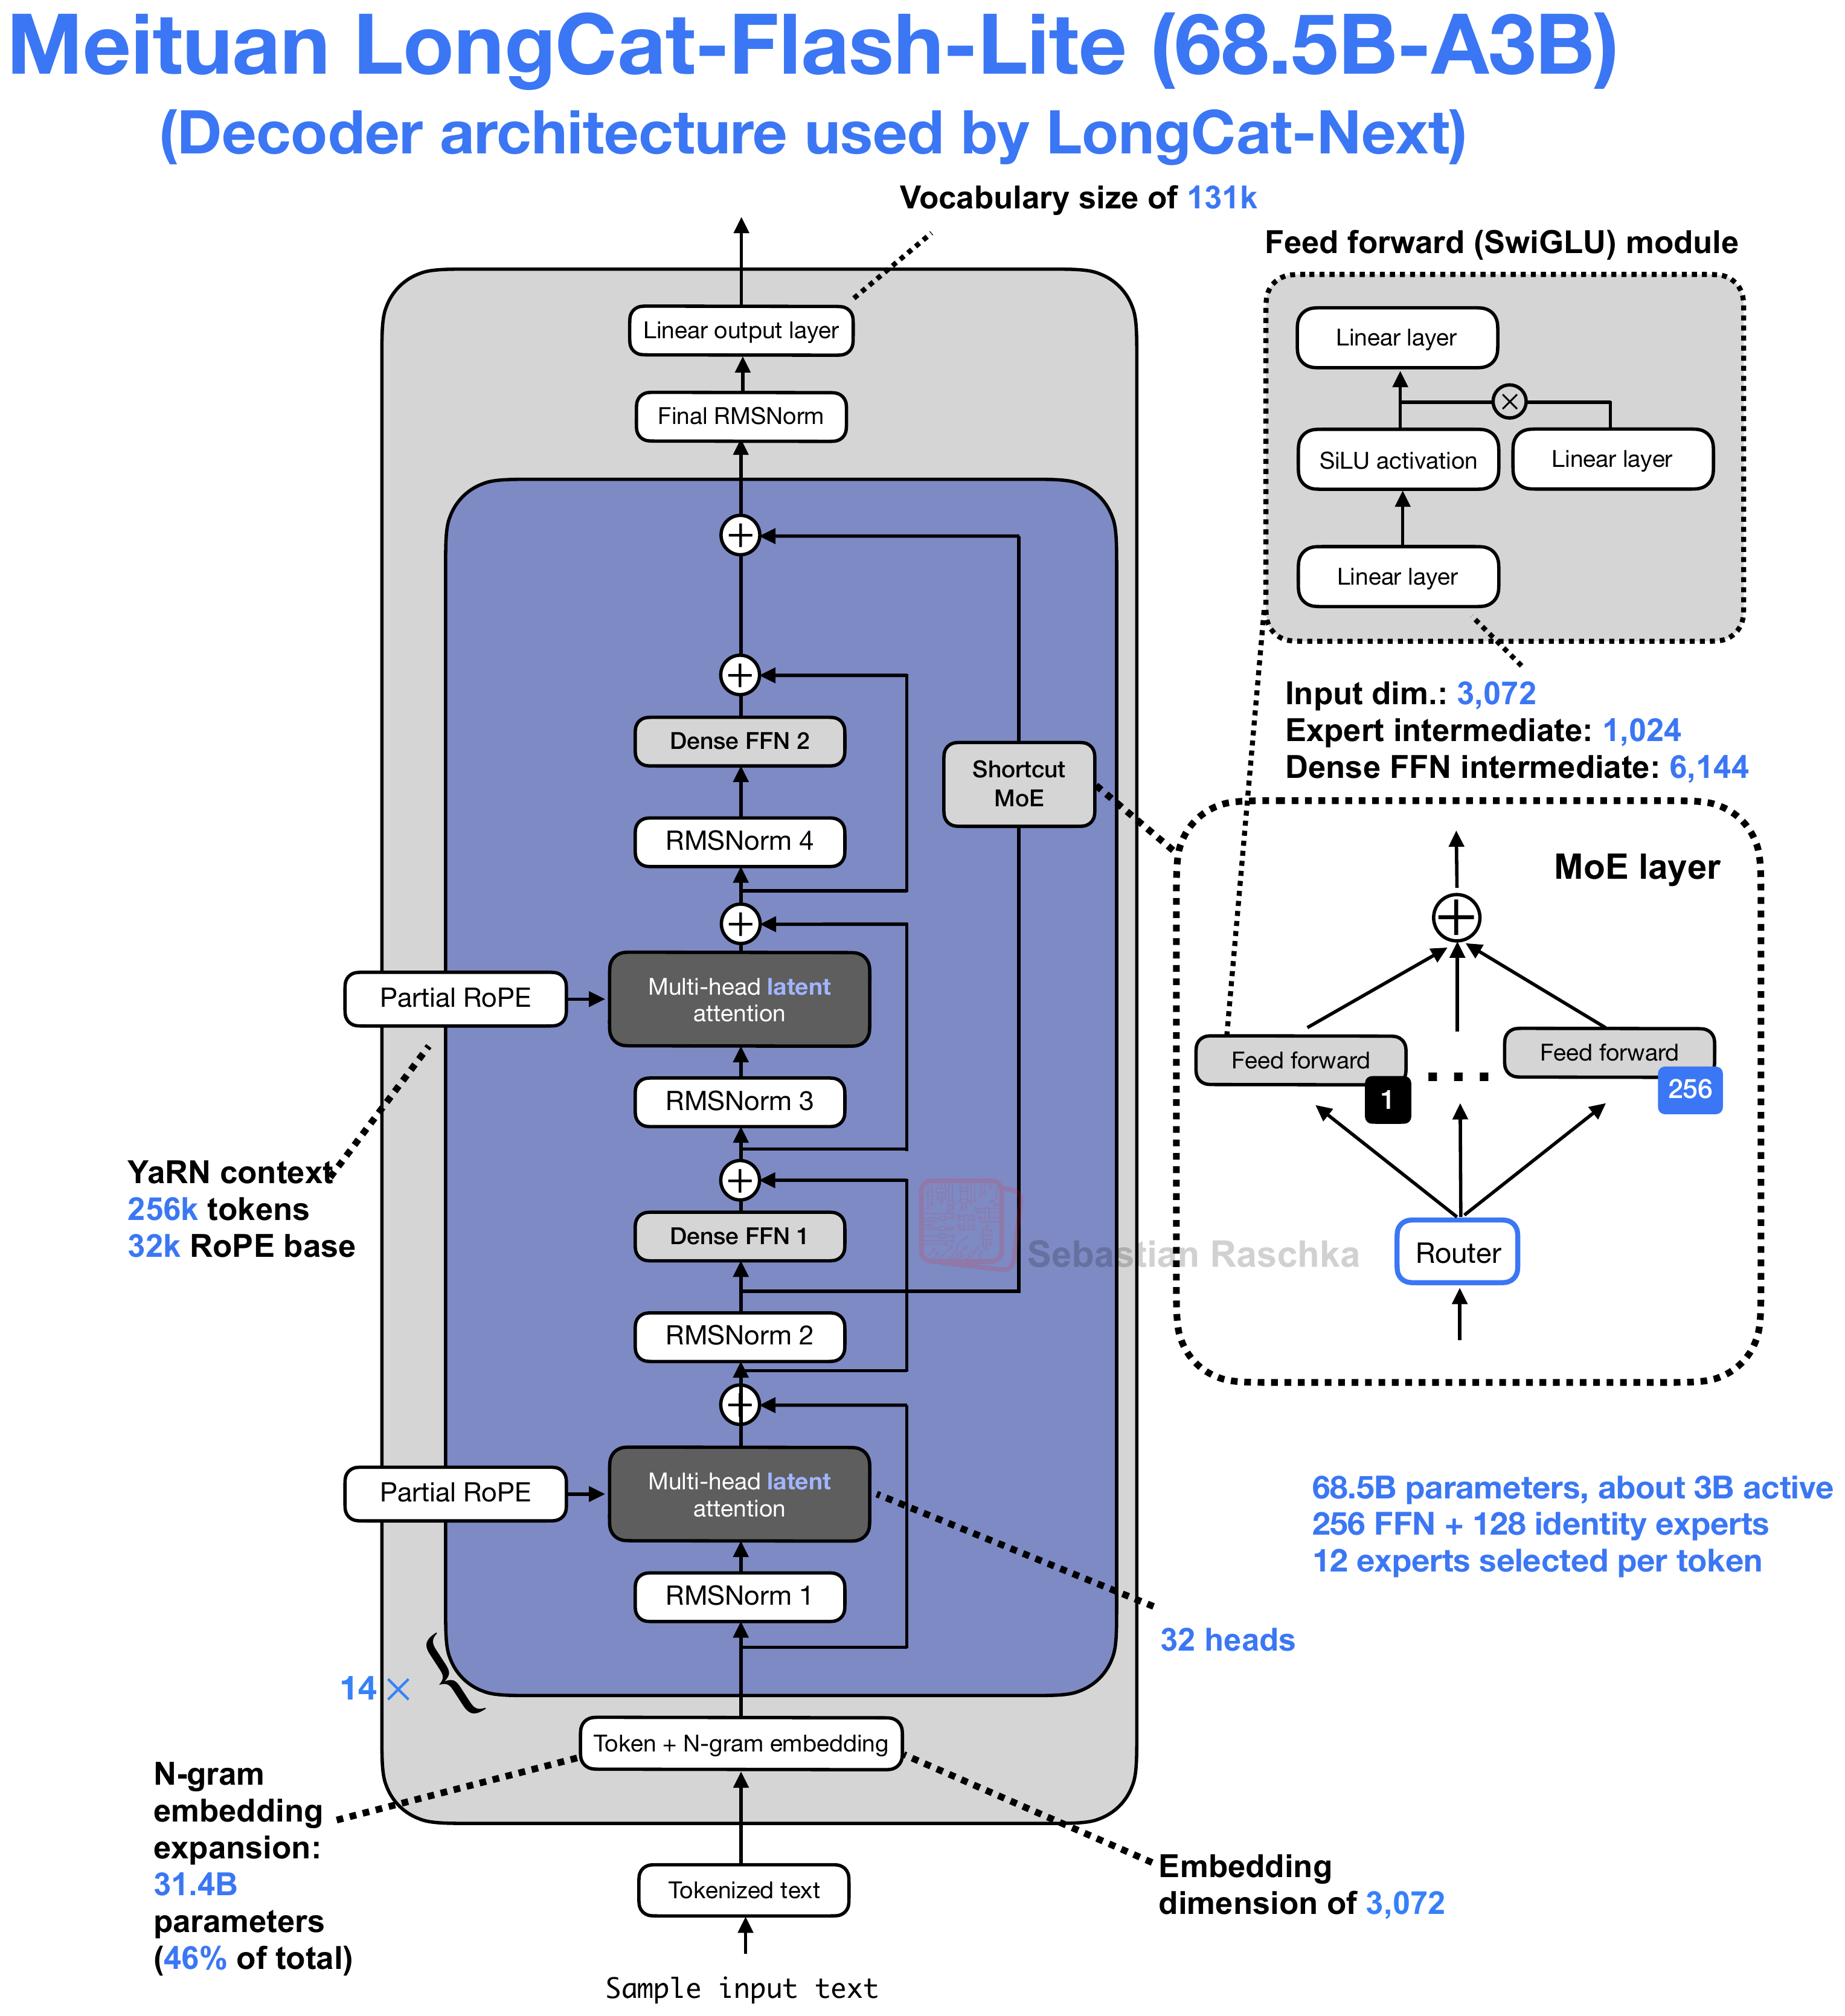 Meituan LongCat-Flash-Lite (68.5B-A3B)
(Decoder architecture used by LongCat-Next)
Vocabulary size of 131k
Feed forward (SwiGLU) module
Linear output layer
Final RMSNorm
Linear layer
SiLU activation
Linear layer
Linear layer
Input dim.: 3,072
Expert intermediate: 1,024
Dense FFN intermediate: 6,144
Dense FFN 2
Shortcut
MoE
RMSNorm 4
MoE layer
Partial RoPE
Multi-head latent
attention
Feed forward
1
Feed forward
256
RMSNorm 3
YaRN context
256k tokens
32k RoPE base
Dense FFN 1
Sebastian Raschka
Router
RMSNorm 2
Partial RoPE
Multi-head latent
attention
68.5B parameters, about 3B active
256 FFN + 128 identity experts
12 experts selected per token
RMSNorm 1
32 heads
14 ×
Token + N-gram embedding
N-gram
embedding
expansion:
31.4B
parameters
(46% of total)
Embedding
dimension of 3,072
Tokenized text
Sample input text